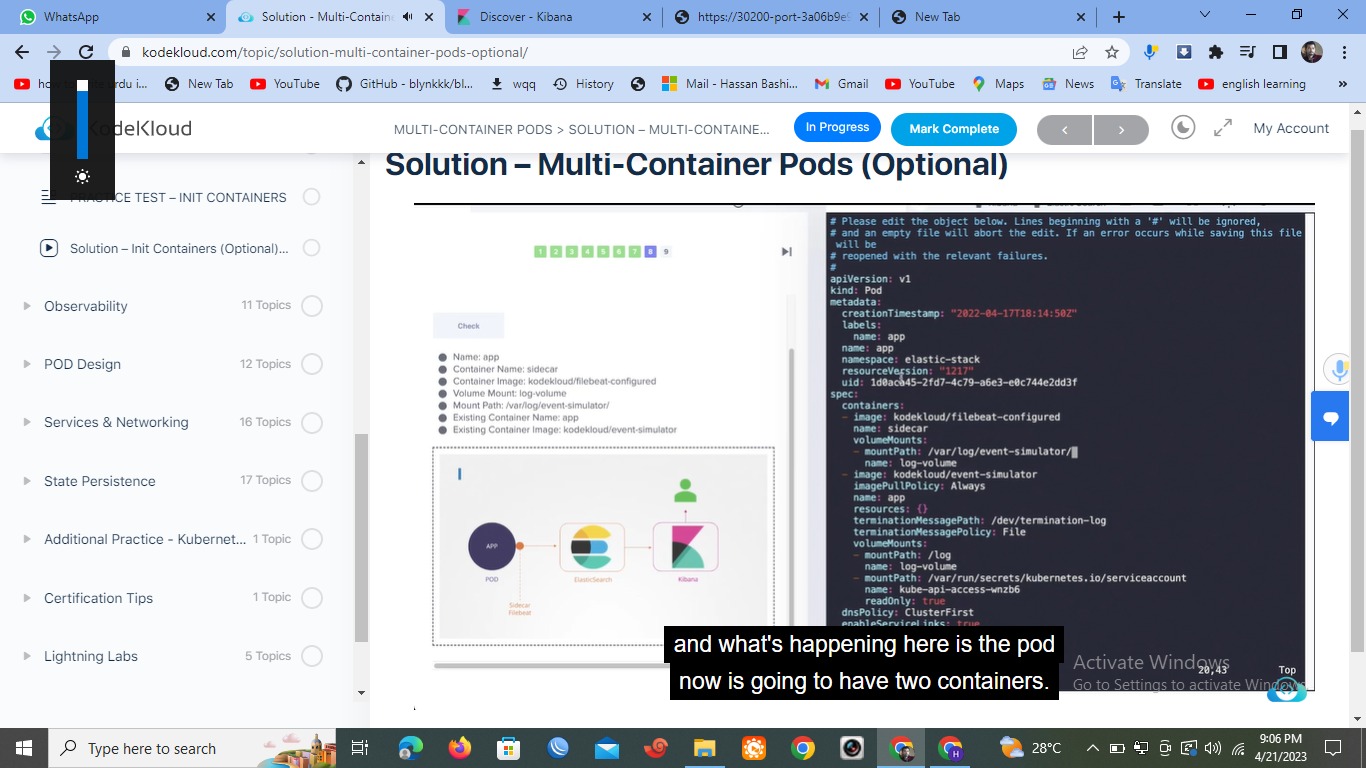 WhatsApp
Solution - Multi-Containe
Discover - Kibana
https://30200-port-3a06b9e9
New Tab
kodekloud.com/topic/solution-multi-container-pods-optional/
New Tab
YouTube
GitHub - blynkkk/bl...
wqq
History
Mail - Hassan Bashi...
Gmail
YouTube
Maps
News
Translate
english learning
»
KodeKloud
MULTI-CONTAINER PODS > SOLUTION – MULTI-CONTAINE...
In Progress
Mark Complete
My Account
PRACTICE TEST – INIT CONTAINERS
Solution – Init Containers (Optional)...
Observability
11 Topics
POD Design
12 Topics
Services & Networking
16 Topics
State Persistence
17 Topics
Additional Practice - Kubernet...
1 Topic
Certification Tips
1 Topic
Lightning Labs
5 Topics
Solution – Multi-Container Pods (Optional)
1 2 3 4 5 6 7 8 9
Check
Name: app
Container Name: sidecar
Container Image: kodekloud/filebeat-configured
Volume Mount: log-volume
Mount Path: /var/log/event-simulator/
Existing Container Name: app
Existing Container Image: kodekloud/event-simulator
APP
POD
ElasticSearch
Kibana
Sidecar
Filebeat
# Please edit the object below. Lines beginning with a '#' will be ignored,
# and an empty file will abort the edit. If an error occurs while saving this file
will be
# reopened with the relevant failures.
#
apiVersion: v1
kind: Pod
metadata:
creationTimestamp: "2022-04-17T18:14:50Z"
labels:
name: app
name: app
namespace: elastic-stack
resourceVersion: "1217"
uid: 1d0aca45-2fd7-4c79-a6e3-e0c744e2dd3f
spec:
containers:
- image: kodekloud/filebeat-configured
name: sidecar
volumeMounts:
- mountPath: /var/log/event-simulator/
name: log-volume
- image: kodekloud/event-simulator
imagePullPolicy: Always
name: app
resources: {}
terminationMessagePath: /dev/termination-log
terminationMessagePolicy: File
volumeMounts:
- mountPath: /log
name: log-volume
- mountPath: /var/run/secrets/kubernetes.io/serviceaccount
name: kube-api-access-wnzb6
readOnly: true
dnsPolicy: ClusterFirst
enableServiceLinks: true
20,43
Top
and what's happening here is the pod
now is going to have two containers.
Activate Windows
Go to Settings to activate Windows.
Type here to search
28°C
9:06 PM
4/21/2023